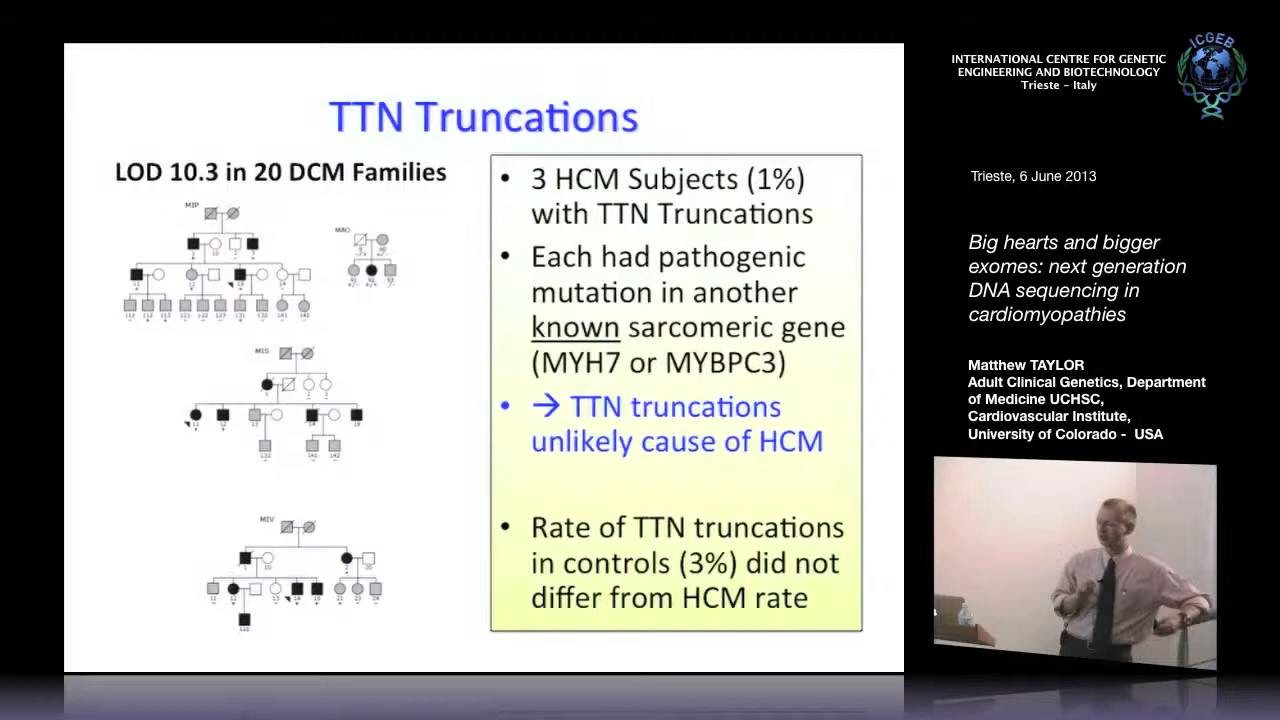 TTN Truncations
LOD 10.3 in 20 DCM Families
MIP
MAO
MIS
MIV
• 3 HCM Subjects (1%)
with TTN Truncations
• Each had pathogenic
mutation in another
known sarcomeric gene
(MYH7 or MYBPC3)
• → TTN truncations
unlikely cause of HCM
• Rate of TTN truncations
in controls (3%) did not
differ from HCM rate
INTERNATIONAL CENTRE FOR GENETIC
ENGINEERING AND BIOTECHNOLOGY
Trieste – Italy
ICGEB
Trieste, 6 June 2013
Big hearts and bigger
exomes: next generation
DNA sequencing in
cardiomyopathies
Matthew TAYLOR
Adult Clinical Genetics, Department
of Medicine UCHSC,
Cardiovascular Institute,
University of Colorado - USA